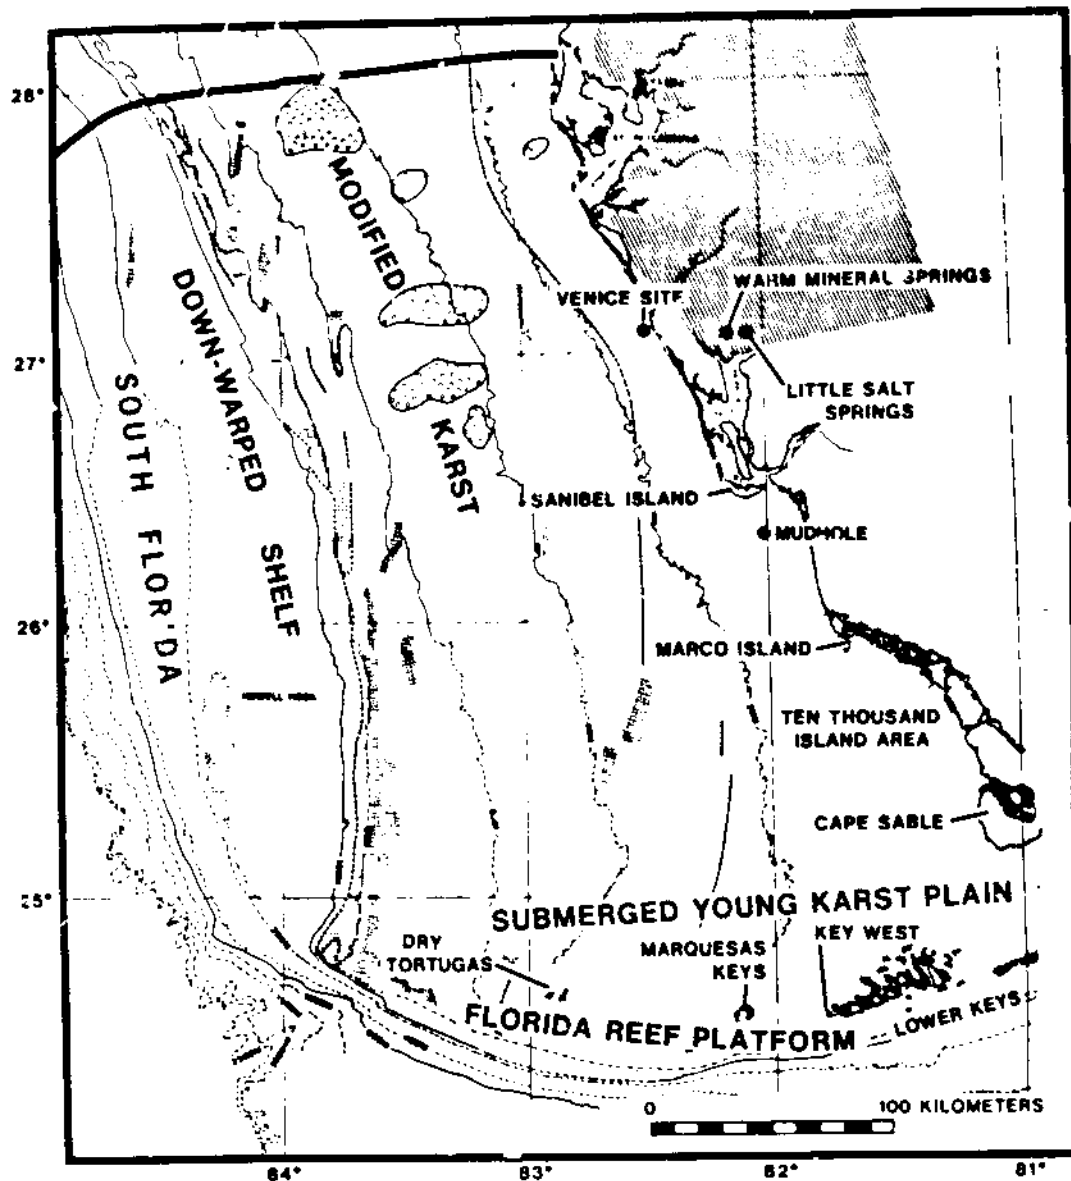 28°
MODIFIED
KARST
DOWN-WARPED
SHELF
SOUTH FLOR'DA
VENICE SITE
WARM MINERAL SPRINGS
27°
LITTLE SALT
SPRINGS
SANIBEL ISLAND
MUDHOLE
26°
MARCO ISLAND
TEN THOUSAND
ISLAND AREA
CAPE SABLE
25°
SUBMERGED YOUNG KARST PLAIN
DRY
TORTUGAS
MARQUESAS
KEYS
KEY WEST
FLORIDA REEF PLATFORM
LOWER KEYS
0
100 KILOMETERS
84°
83°
82°
81°